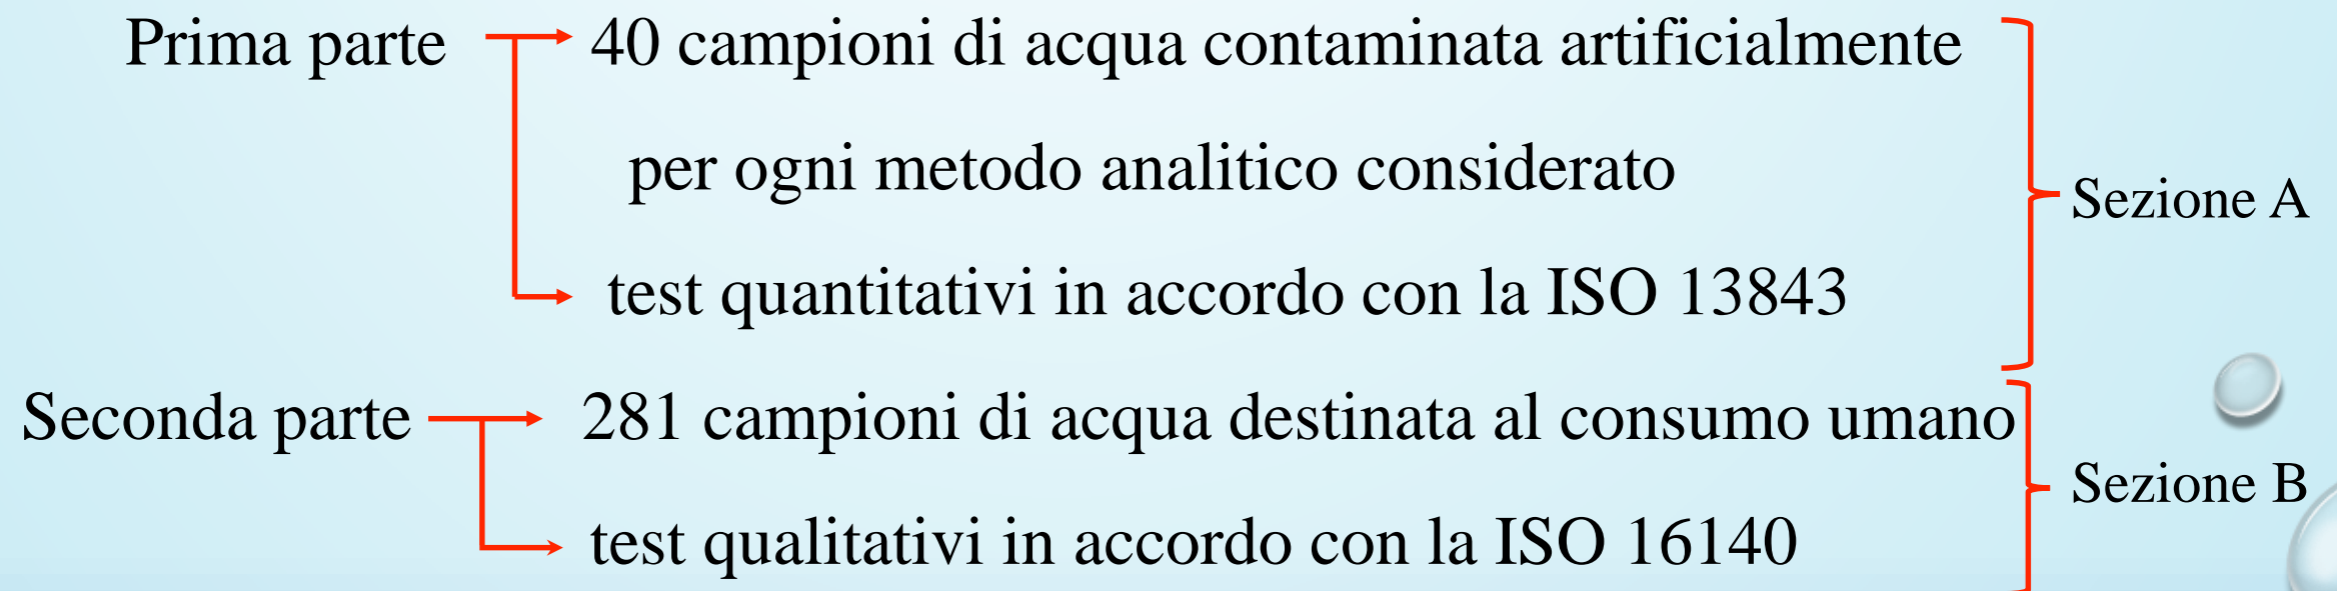 Prima parte 40 campioni di acqua contaminata artificialmente
per ogni metodo analitico considerato
Sezione A
test quantitativi in accordo con la ISO 13843
Seconda parte 281 campioni di acqua destinata al consumo umano
Sezione B
test qualitativi in accordo con la ISO 16140